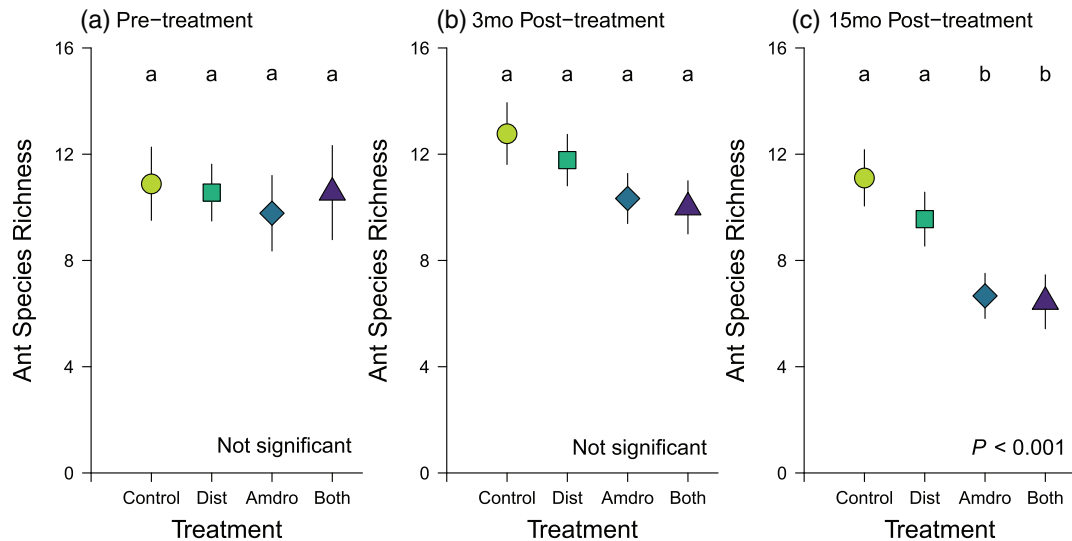 (a) Pre−treatment
16
12
8
4
0
a a a a
Ant Species Richness
Not significant
Control Dist Amdro Both
Treatment
(b) 3mo Post−treatment
16
12
8
4
0
a a a a
Ant Species Richness
Not significant
Control Dist Amdro Both
Treatment
(c) 15mo Post−treatment
16
12
8
4
0
a a b b
Ant Species Richness
P < 0.001
Control Dist Amdro Both
Treatment